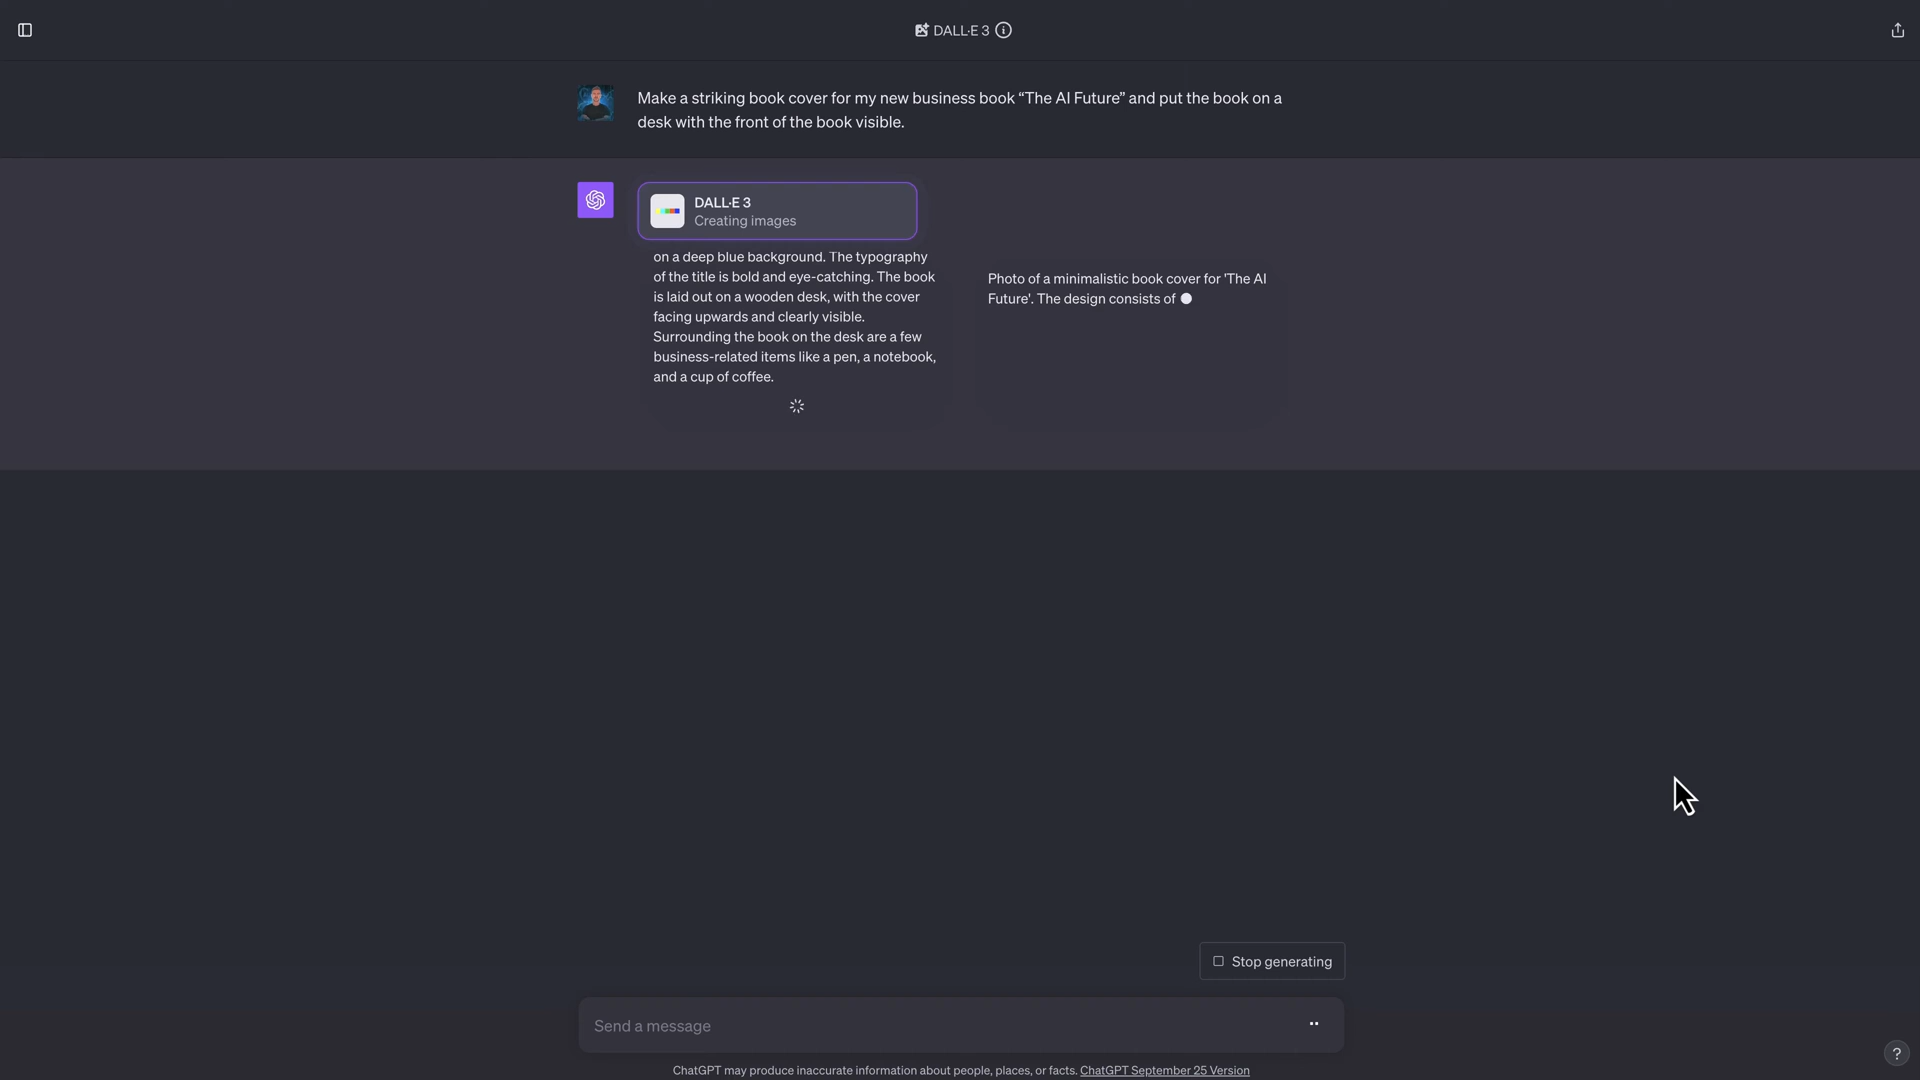 DALL·E 3
Make a striking book cover for my new business book “The AI Future” and put the book on a
desk with the front of the book visible.
DALL·E 3
Creating images
on a deep blue background. The typography
of the title is bold and eye-catching. The book
is laid out on a wooden desk, with the cover
facing upwards and clearly visible.
Surrounding the book on the desk are a few
business-related items like a pen, a notebook,
and a cup of coffee.
Photo of a minimalistic book cover for 'The AI
Future'. The design consists of
Stop generating
Send a message
ChatGPT may produce inaccurate information about people, places, or facts. ChatGPT September 25 Version
?